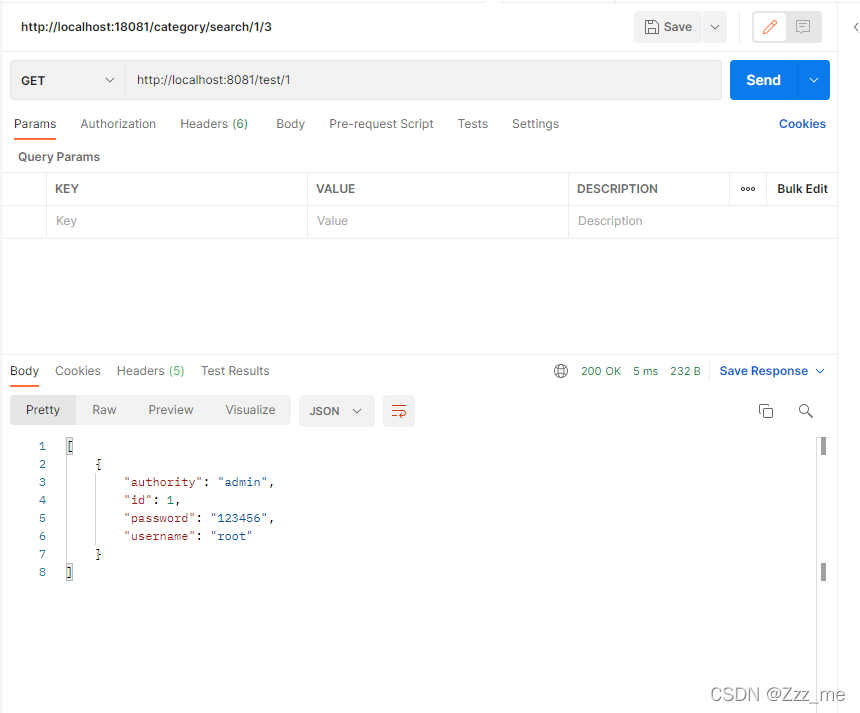 http://localhost:18081/category/search/1/3 Save
GET http://localhost:8081/test/1 Send
Params Authorization Headers (6) Body Pre-request Script Tests Settings Cookies
Query Params
KEY VALUE DESCRIPTION ooo Bulk Edit
Key Value Description
Body Cookies Headers (5) Test Results 200 OK 5 ms 232 B Save Response
Pretty Raw Preview Visualize JSON
1 [
2 {
3 "authority": "admin",
4 "id": 1,
5 "password": "123456",
6 "username": "root"
7 }
8 ]
CSDN @Zzz_me